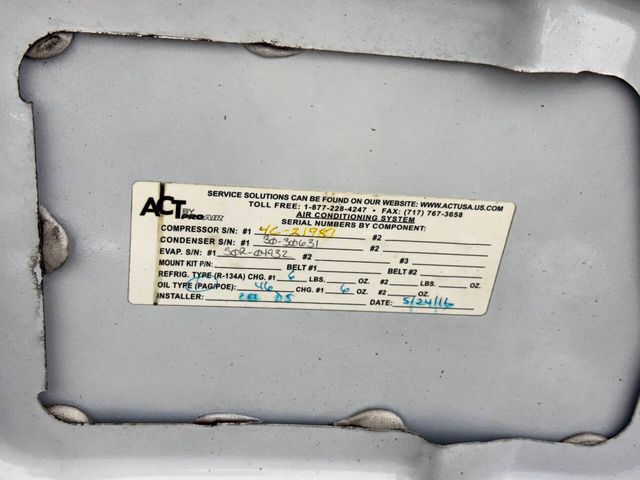 ACT BY PROAIR
SERVICE SOLUTIONS CAN BE FOUND ON OUR WEBSITE: WWW.ACTUSA.US.COM
TOLL FREE: 1-877-228-4247 • FAX: (717) 767-3658
AIR CONDITIONING SYSTEM
SERIAL NUMBERS BY COMPONENT:
COMPRESSOR S/N: #1 #2
CONDENSER S/N: #1 30-30631 #2
EVAP. S/N: #1 50R-04932 #2 #3
MOUNT KIT P/N: BELT #1 BELT #2
REFRIG. TYPE (R-134A) CHG. #1 6 LBS. OZ. #2 LBS. OZ.
OIL TYPE (PAG/POE): 46 CHG. #1 6 OZ. #2 OZ.
INSTALLER: DS DATE: 5/24/16